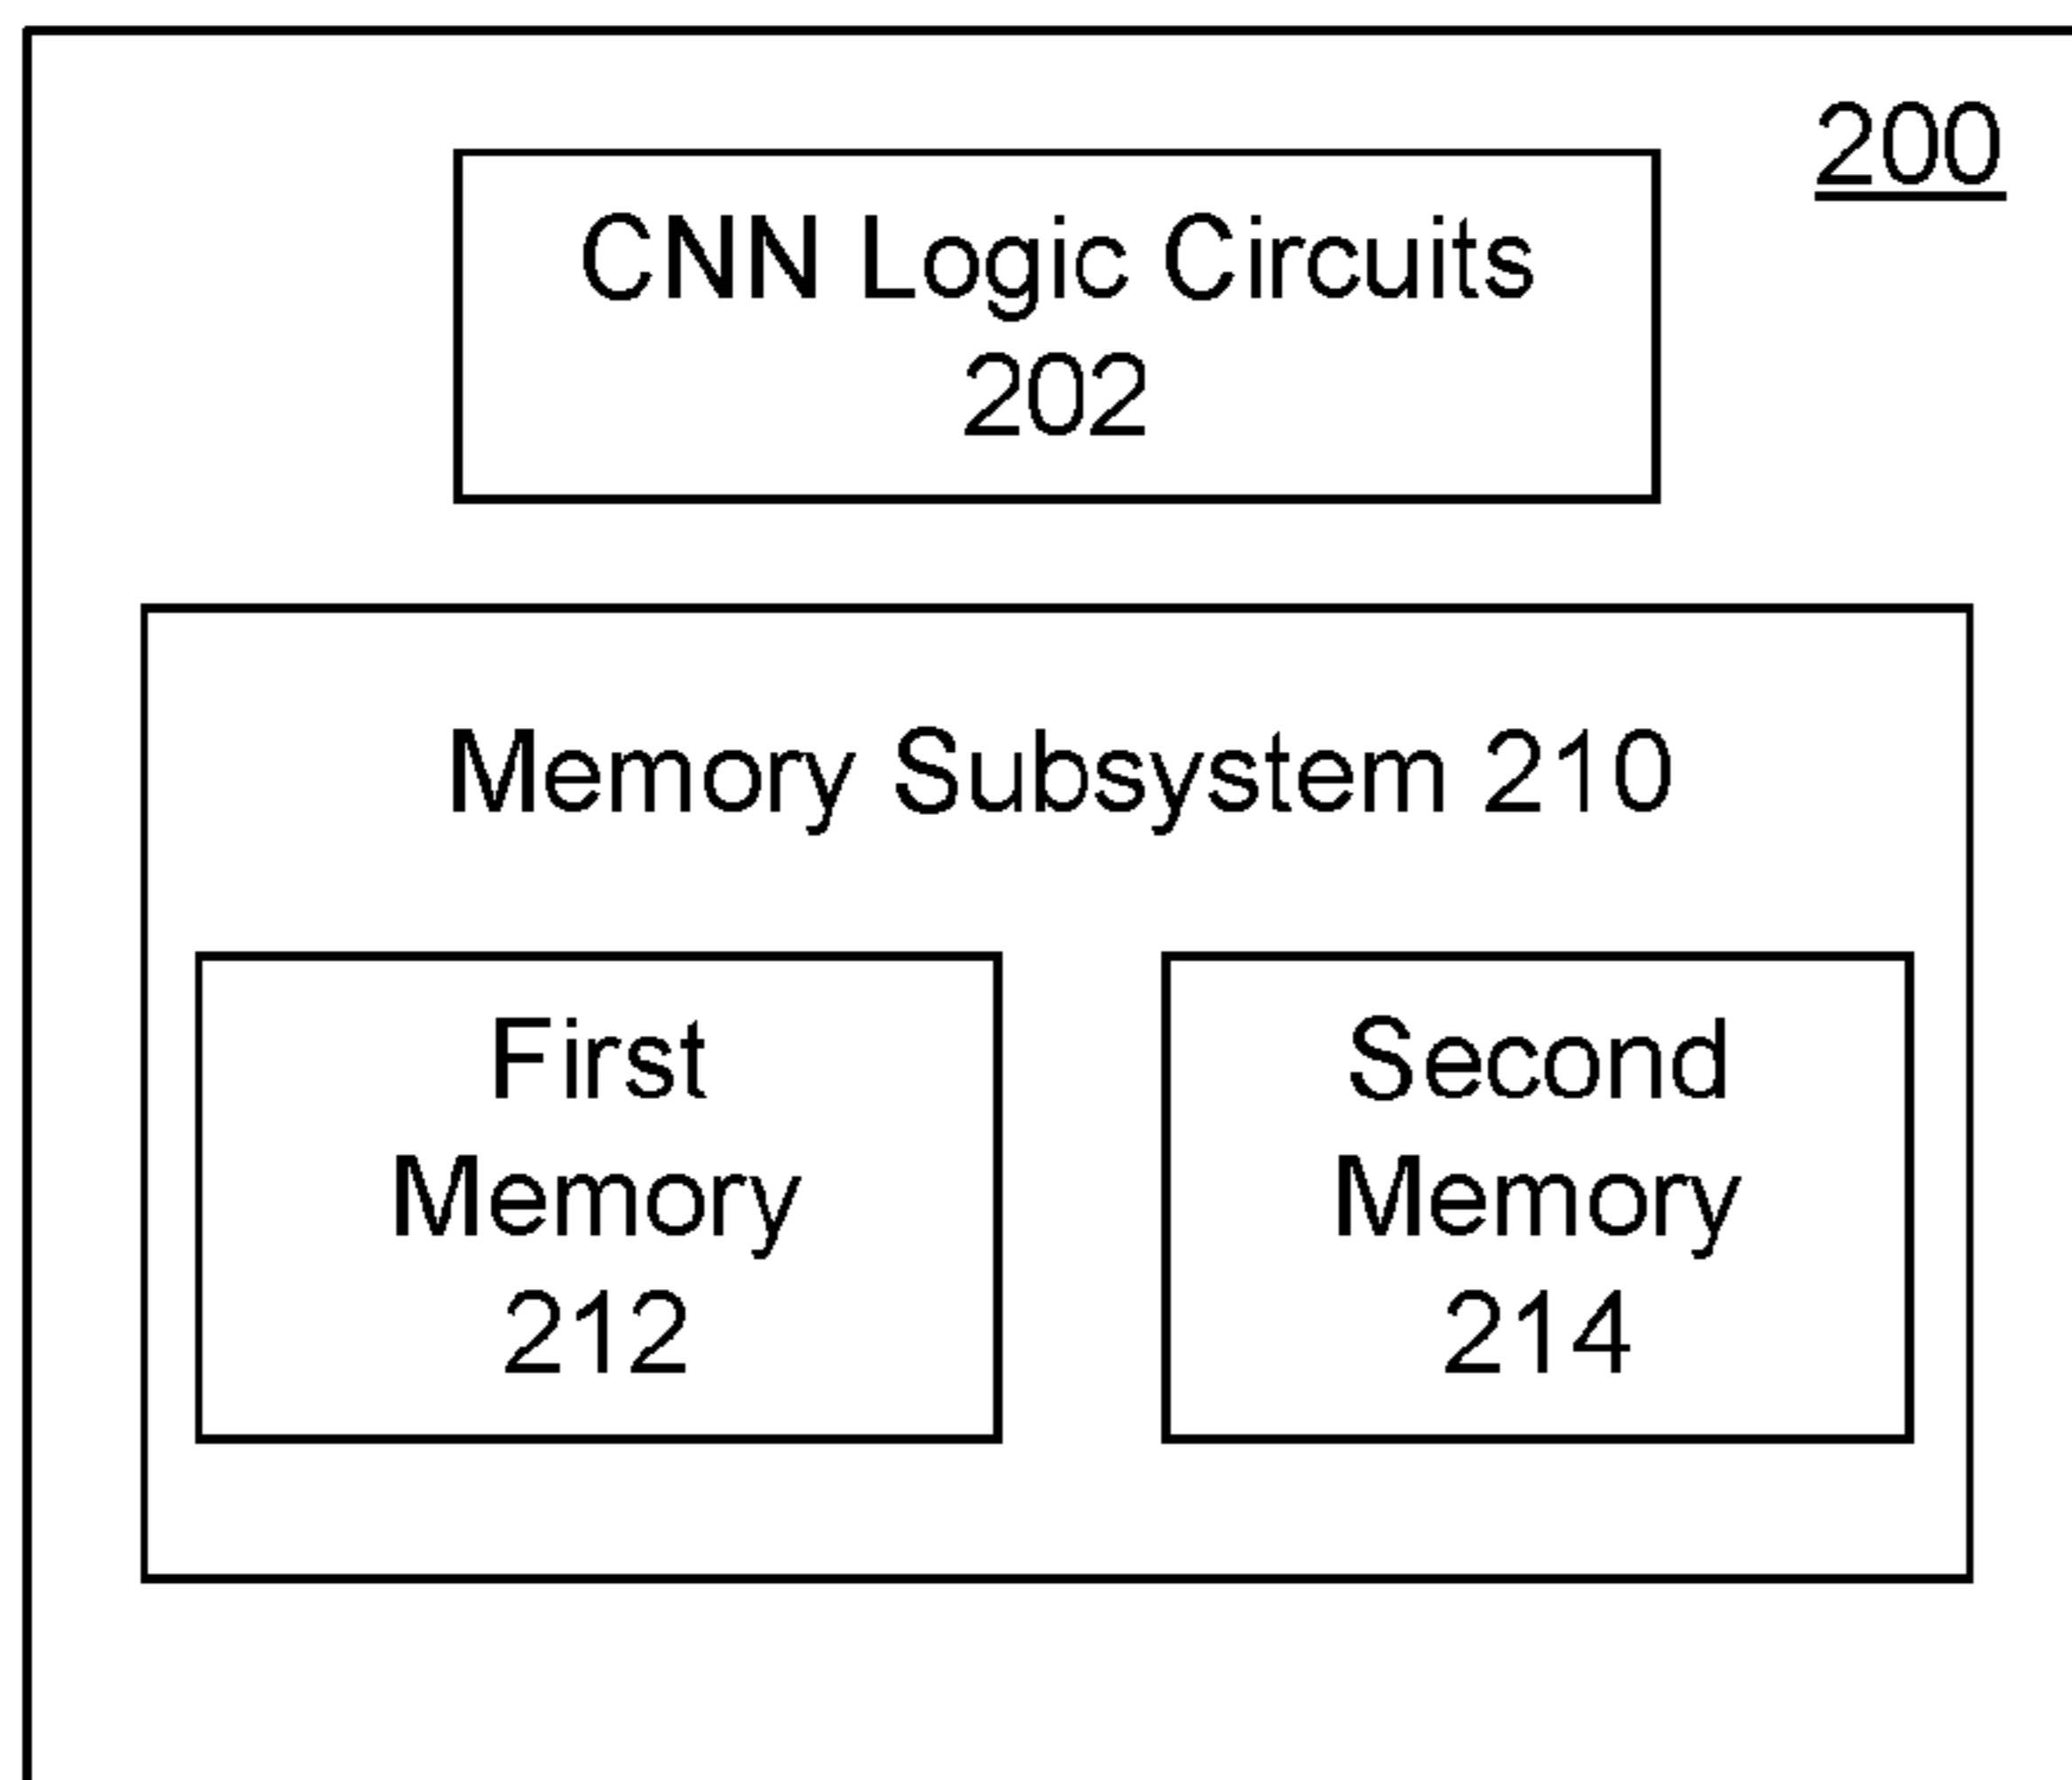 200
CNN Logic Circuits
202
Memory Subsystem 210
First
Memory
212
Second
Memory
214